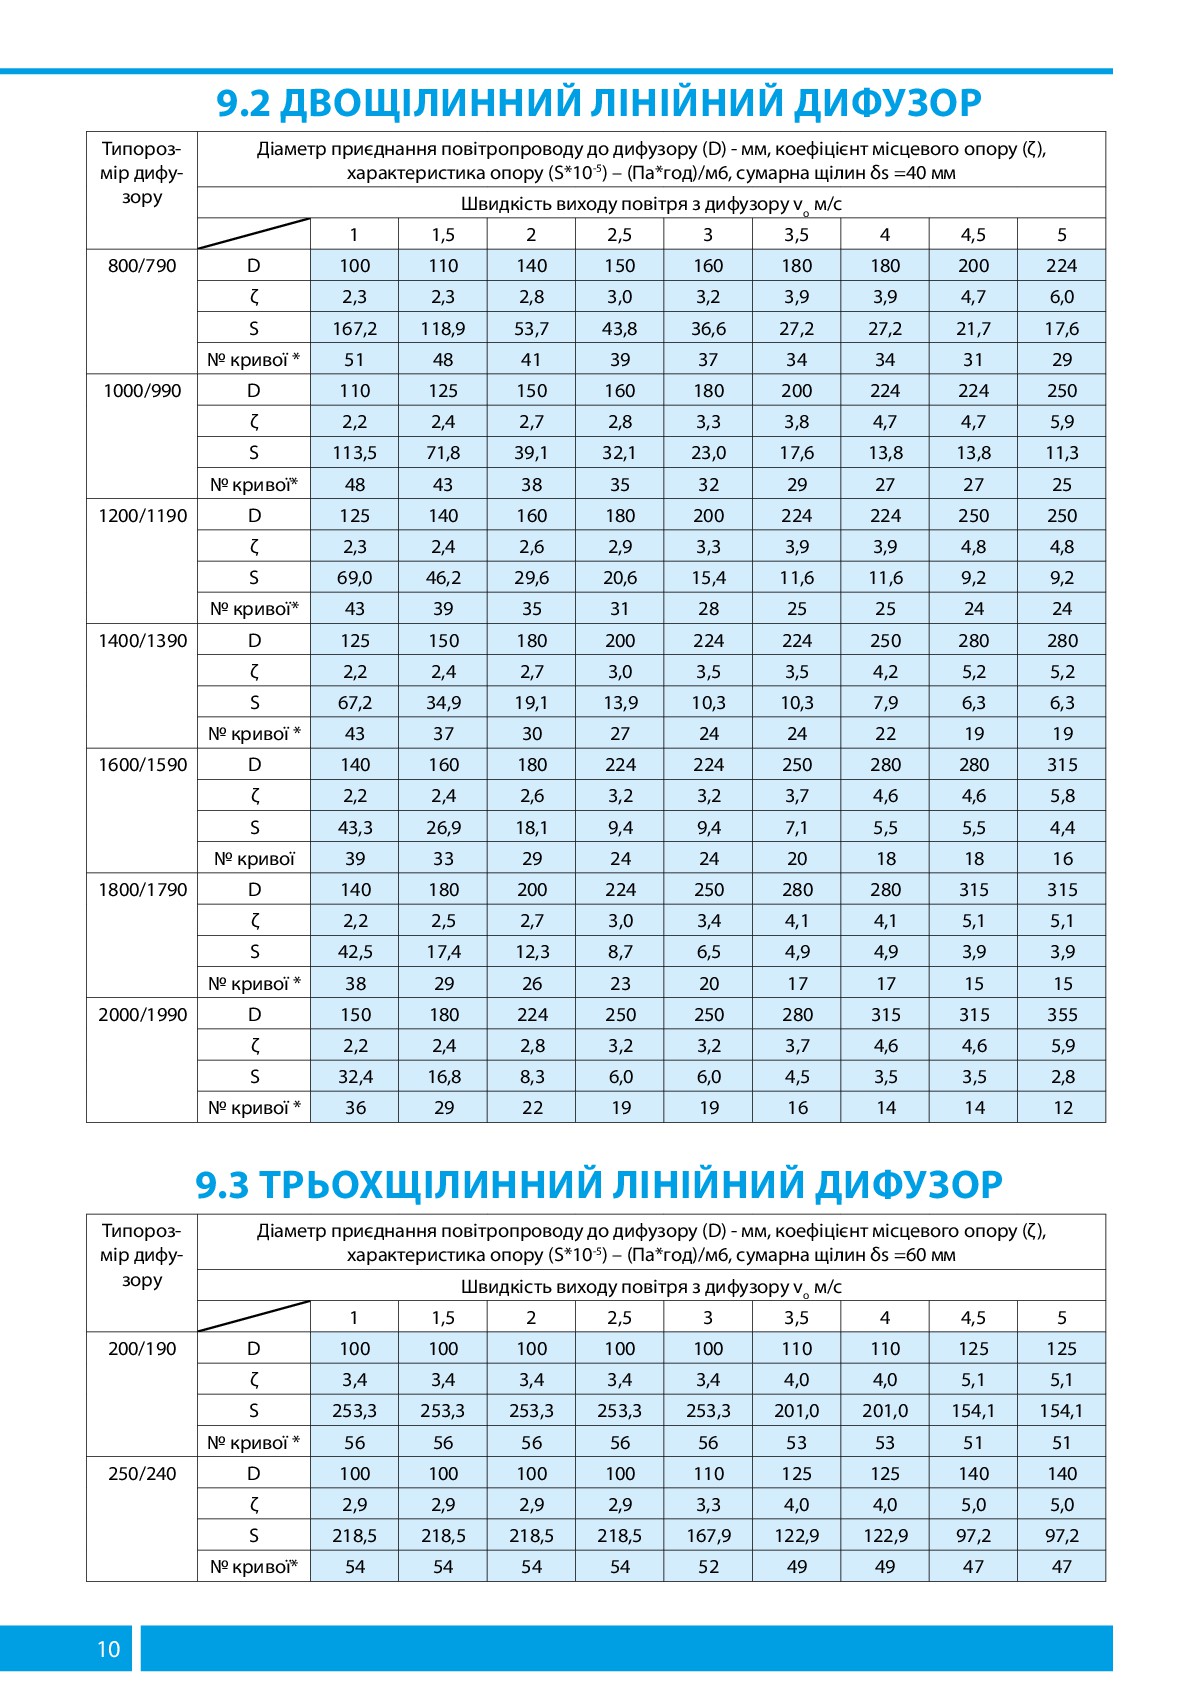 9.2 ДВОЩІЛИННИЙ ЛІНІЙНИЙ ДИФУЗОР
Типороз-
мір дифу-
зору
Діаметр приєднання повітропроводу до дифузору (D) - мм, коефіцієнт місцевого опору (ζ),
характеристика опору (S*10⁻⁵) – (Па*год)/м6, сумарна щілин δs =40 мм
Швидкість виходу повітря з дифузору vₒ м/с
1 1,5 2 2,5 3 3,5 4 4,5 5
800/790 D 100 110 140 150 160 180 180 200 224
ζ 2,3 2,3 2,8 3,0 3,2 3,9 3,9 4,7 6,0
S 167,2 118,9 53,7 43,8 36,6 27,2 27,2 21,7 17,6
№ кривої * 51 48 41 39 37 34 34 31 29
1000/990 D 110 125 150 160 180 200 224 224 250
ζ 2,2 2,4 2,7 2,8 3,3 3,8 4,7 4,7 5,9
S 113,5 71,8 39,1 32,1 23,0 17,6 13,8 13,8 11,3
№ кривої* 48 43 38 35 32 29 27 27 25
1200/1190 D 125 140 160 180 200 224 224 250 250
ζ 2,3 2,4 2,6 2,9 3,3 3,9 3,9 4,8 4,8
S 69,0 46,2 29,6 20,6 15,4 11,6 11,6 9,2 9,2
№ кривої* 43 39 35 31 28 25 25 24 24
1400/1390 D 125 150 180 200 224 224 250 280 280
ζ 2,2 2,4 2,7 3,0 3,5 3,5 4,2 5,2 5,2
S 67,2 34,9 19,1 13,9 10,3 10,3 7,9 6,3 6,3
№ кривої * 43 37 30 27 24 24 22 19 19
1600/1590 D 140 160 180 224 224 250 280 280 315
ζ 2,2 2,4 2,6 3,2 3,2 3,7 4,6 4,6 5,8
S 43,3 26,9 18,1 9,4 9,4 7,1 5,5 5,5 4,4
№ кривої 39 33 29 24 24 20 18 18 16
1800/1790 D 140 180 200 224 250 280 280 315 315
ζ 2,2 2,5 2,7 3,0 3,4 4,1 4,1 5,1 5,1
S 42,5 17,4 12,3 8,7 6,5 4,9 4,9 3,9 3,9
№ кривої * 38 29 26 23 20 17 17 15 15
2000/1990 D 150 180 224 250 250 280 315 315 355
ζ 2,2 2,4 2,8 3,2 3,2 3,7 4,6 4,6 5,9
S 32,4 16,8 8,3 6,0 6,0 4,5 3,5 3,5 2,8
№ кривої * 36 29 22 19 19 16 14 14 12
9.3 ТРЬОХЩІЛИННИЙ ЛІНІЙНИЙ ДИФУЗОР
Типороз-
мір дифу-
зору
Діаметр приєднання повітропроводу до дифузору (D) - мм, коефіцієнт місцевого опору (ζ),
характеристика опору (S*10⁻⁵) – (Па*год)/м6, сумарна щілин δs =60 мм
Швидкість виходу повітря з дифузору vₒ м/с
1 1,5 2 2,5 3 3,5 4 4,5 5
200/190 D 100 100 100 100 100 110 110 125 125
ζ 3,4 3,4 3,4 3,4 3,4 4,0 4,0 5,1 5,1
S 253,3 253,3 253,3 253,3 253,3 201,0 201,0 154,1 154,1
№ кривої * 56 56 56 56 56 53 53 51 51
250/240 D 100 100 100 100 110 125 125 140 140
ζ 2,9 2,9 2,9 2,9 3,3 4,0 4,0 5,0 5,0
S 218,5 218,5 218,5 218,5 167,9 122,9 122,9 97,2 97,2
№ кривої* 54 54 54 54 52 49 49 47 47
10